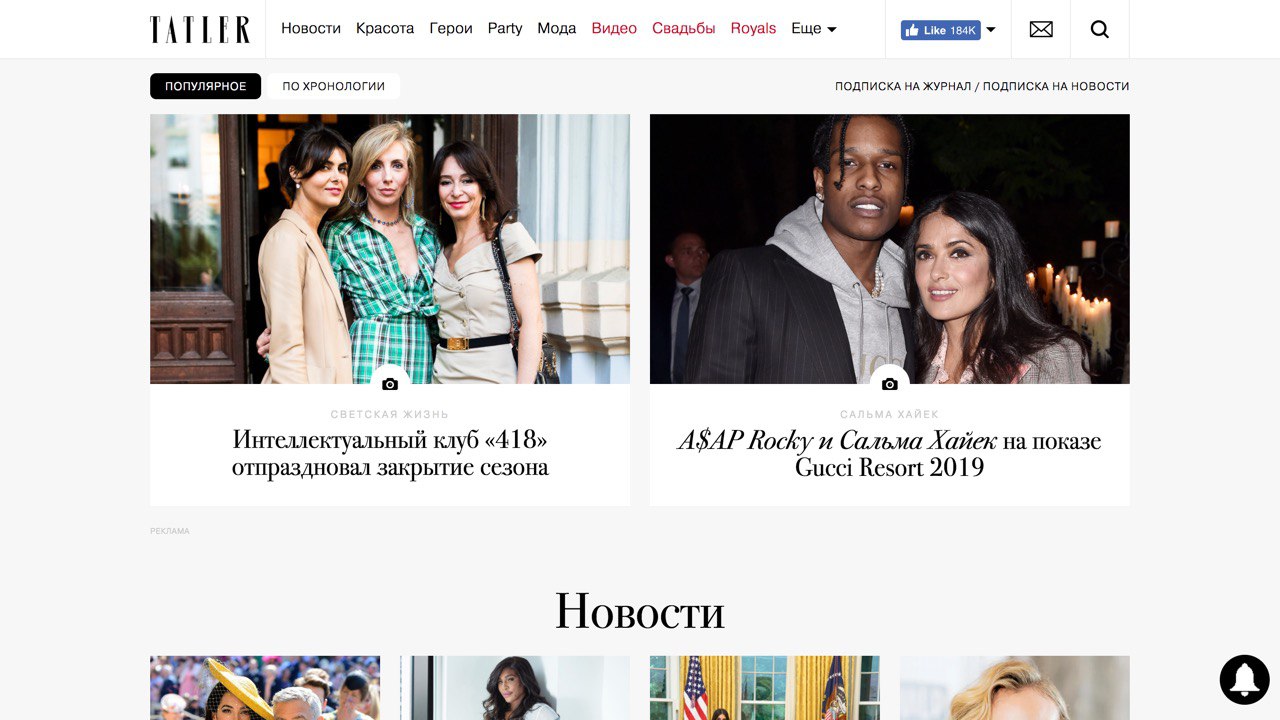 TATLER
Новости Красота Герои Party Мода Видео Свадьбы Royals Еще
Like 184K
ПОПУЛЯРНОЕ
ПО ХРОНОЛОГИИ
ПОДПИСКА НА ЖУРНАЛ / ПОДПИСКА НА НОВОСТИ
СВЕТСКАЯ ЖИЗНЬ
Интеллектуальный клуб «418»
отпраздновал закрытие сезона
САЛЬМА ХАЙЕК
A$AP Rocky и Сальма Хайек на показе
Gucci Resort 2019
РЕКЛАМА
Новости